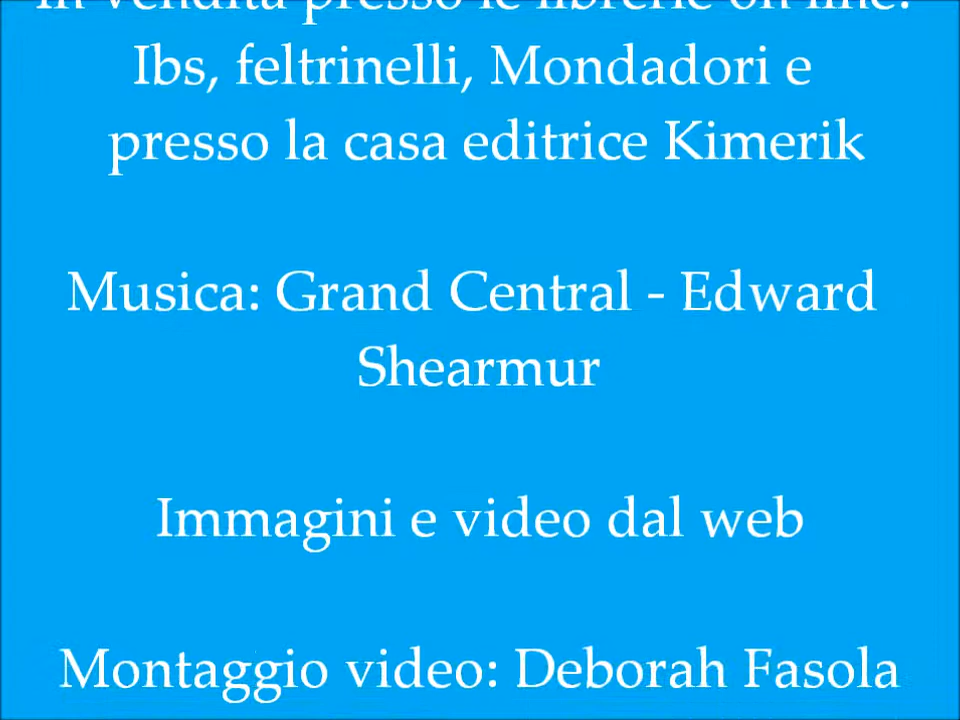 In vendita presso le librerie on line:
Ibs, feltrinelli, Mondadori e
presso la casa editrice Kimerik
Musica: Grand Central - Edward
Shearmur
Immagini e video dal web
Montaggio video: Deborah Fasola